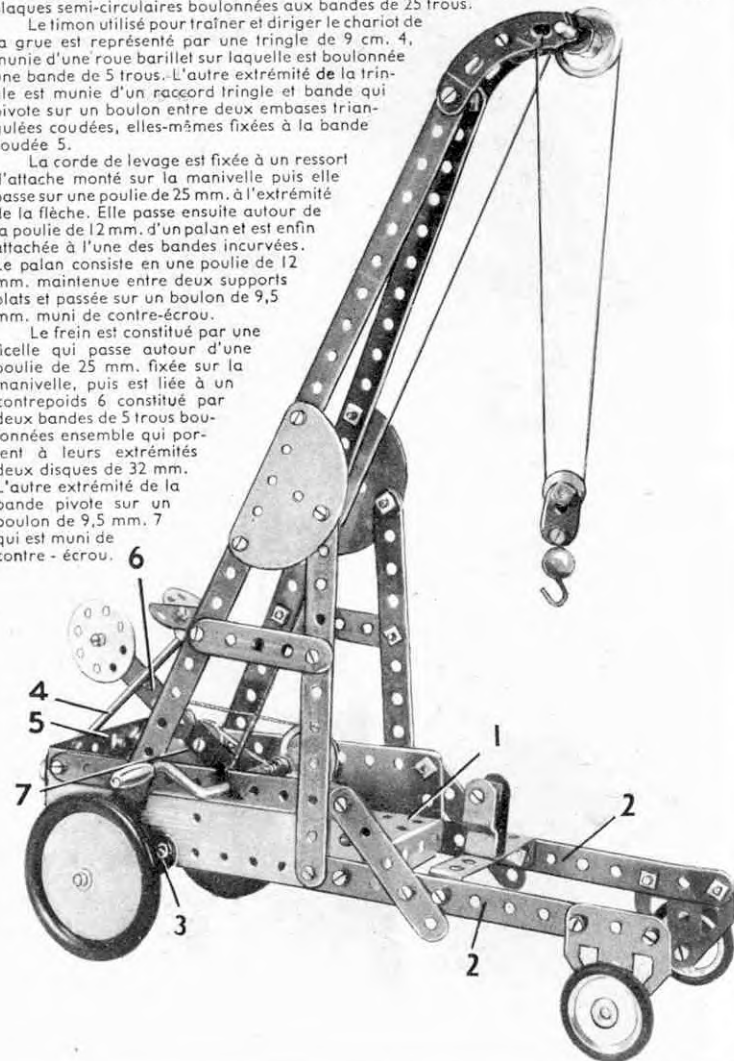 plaques semi-circulaires boulonnées aux bandes de 25 trous.
Le timon utilisé pour traîner et diriger le chariot de
la grue est représenté par une tringle de 9 cm. 4,
munie d'une roue barillet sur laquelle est boulonnée
une bande de 5 trous. L'autre extrémité de la trin-
gle est munie d'un raccord tringle et bande qui
pivote sur un boulon entre deux embases trian-
gulées coudées, elles-mêmes fixées à la bande
coudée 5.
La corde de levage est fixée à un ressort
d'attache monté sur la manivelle puis elle
passe sur une poulie de 25 mm. à l'extrémité
de la flèche. Elle passe ensuite autour de
la poulie de 12 mm. d'un palan et est enfin
attachée à l'une des bandes incurvées.
Le palan consiste en une poulie de 12
mm. maintenue entre deux supports
plats et passée sur un boulon de 9,5
mm. muni de contre-écrou.
Le frein est constitué par une
ficelle qui passe autour d'une
poulie de 25 mm. fixée sur la
manivelle, puis est liée à un
contrepoids 6 constitué par
deux bandes de 5 trous bou-
lonnées ensemble qui por-
tent à leurs extrémités
deux disques de 32 mm.
L'autre extrémité de la
bande pivote sur un
boulon de 9,5 mm. 7
qui est muni de
contre - écrou.
6
4
5
7
3
1
2
2